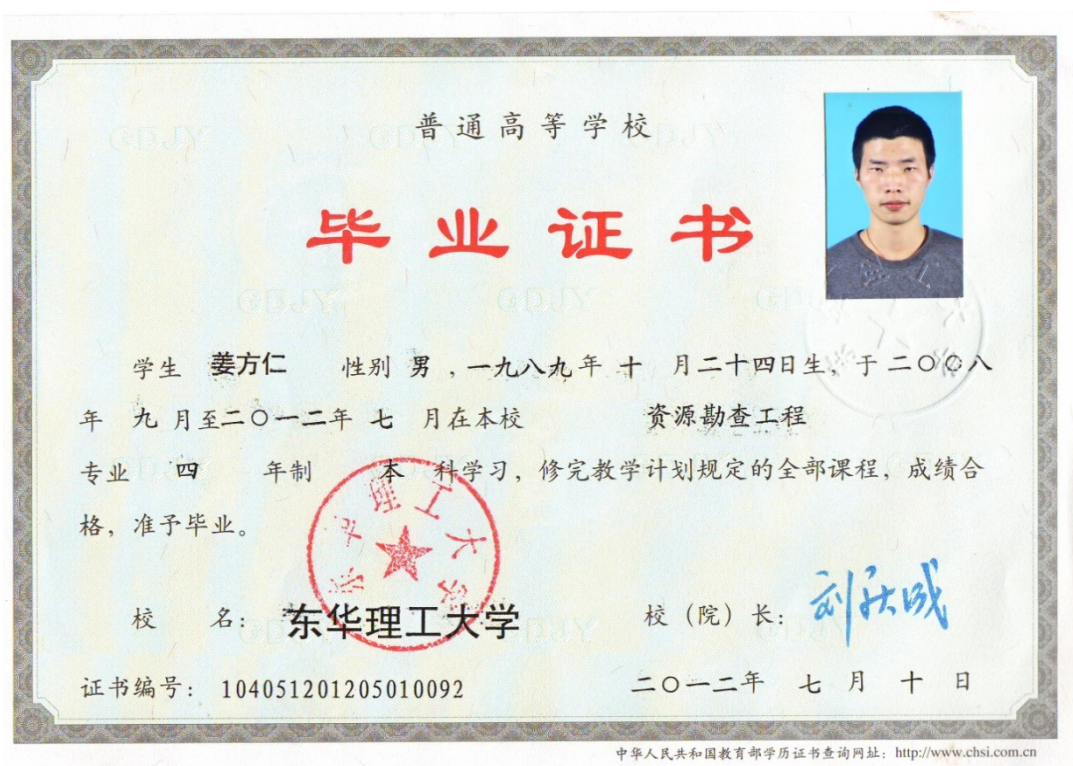 普通高等学校
毕业证书
学生 姜方仁 性别 男 ，一九八九年 十 月二十四日生，于二〇〇八
年 九 月至二〇一二年 七 月在本校 资源勘查工程
专业 四 年制 本 科学习，修完教学计划规定的全部课程，成绩合
格，准予毕业。
东华理工大学
校 名： 东华理工大学 校（院）长：
证书编号： 104051201205010092 二〇一二年 七 月 十 日
中华人民共和国教育部学历证书查询网址：http://www.chsi.com.cn